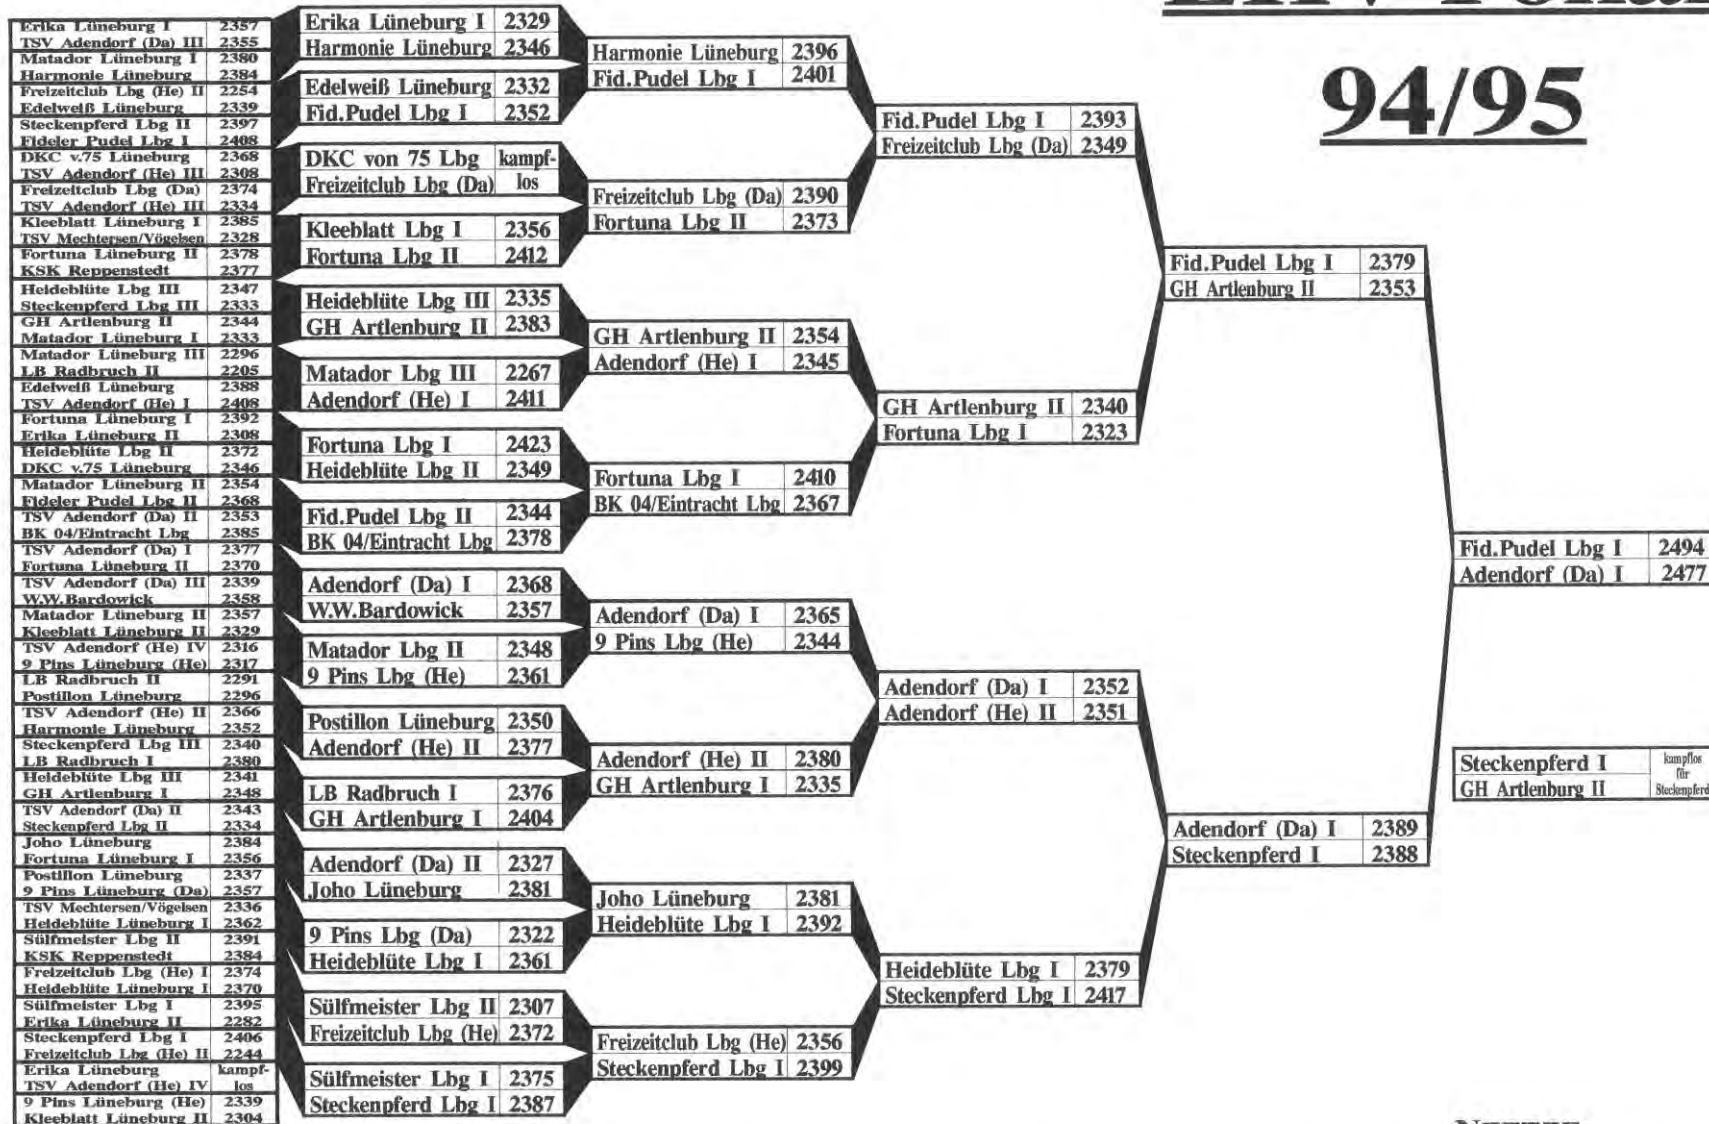 94/95
Erika Lüneburg I 2357
TSV Adendorf (Da) III 2355
Matador Lüneburg I 2380
Harmonie Lüneburg 2384
Freizeitclub Lbg (He) II 2254
Edelweiß Lüneburg 2339
Steckenpferd Lbg II 2397
Fideler Pudel Lbg I 2408
DKC v.75 Lüneburg 2368
TSV Adendorf (He) III 2308
Freizeitclub Lbg (Da) 2374
TSV Adendorf (He) III 2334
Kleeblatt Lüneburg I 2385
TSV Mechtersen/Vögelsen 2328
Fortuna Lüneburg II 2378
KSK Reppenstedt 2377
Heideblüte Lbg III 2347
Steckenpferd Lbg III 2333
GH Artlenburg II 2344
Matador Lüneburg I 2333
Matador Lüneburg III 2296
LB Radbruch II 2205
Edelweiß Lüneburg 2388
TSV Adendorf (He) I 2408
Fortuna Lüneburg I 2392
Erika Lüneburg II 2308
Heideblüte Lbg II 2372
DKC v.75 Lüneburg 2346
Matador Lüneburg II 2354
Fideler Pudel Lbg II 2368
TSV Adendorf (Da) II 2353
BK 04/Eintracht Lbg 2385
TSV Adendorf (Da) I 2377
Fortuna Lüneburg II 2370
TSV Adendorf (Da) III 2339
W.W.Bardowick 2358
Matador Lüneburg II 2357
Kleeblatt Lüneburg II 2329
TSV Adendorf (He) IV 2316
9 Pins Lüneburg (He) 2317
LB Radbruch II 2291
Postillon Lüneburg 2296
TSV Adendorf (He) II 2366
Harmonie Lüneburg 2352
Steckenpferd Lbg III 2340
LB Radbruch I 2380
Heideblüte Lbg III 2341
GH Artlenburg I 2348
TSV Adendorf (Da) II 2343
Steckenpferd Lbg II 2334
Joho Lüneburg 2384
Fortuna Lüneburg I 2356
Postillon Lüneburg 2337
9 Pins Lüneburg (Da) 2357
TSV Mechtersen/Vögelsen 2336
Heideblüte Lüneburg I 2362
Sülfmeister Lbg II 2391
KSK Reppenstedt 2384
Freizeitclub Lbg (He) I 2374
Heideblüte Lüneburg I 2370
Sülfmeister Lbg I 2395
Erika Lüneburg II 2282
Steckenpferd Lbg I 2406
Freizeitclub Lbg (He) II 2244
Erika Lüneburg kampf-
TSV Adendorf (He) IV los
9 Pins Lüneburg (He) 2339
Kleeblatt Lüneburg II 2304
Erika Lüneburg I 2329
Harmonie Lüneburg 2346
Edelweiß Lüneburg 2332
Fid.Pudel Lbg I 2352
DKC von 75 Lbg kampf-
Freizeitclub Lbg (Da) los
Kleeblatt Lbg I 2356
Fortuna Lbg II 2412
Heideblüte Lbg III 2335
GH Artlenburg II 2383
Matador Lbg III 2267
Adendorf (He) I 2411
Fortuna Lbg I 2423
Heideblüte Lbg II 2349
Fid.Pudel Lbg II 2344
BK 04/Eintracht Lbg 2378
Adendorf (Da) I 2368
W.W.Bardowick 2357
Matador Lbg II 2348
9 Pins Lbg (He) 2361
Postillon Lüneburg 2350
Adendorf (He) II 2377
LB Radbruch I 2376
GH Artlenburg I 2404
Adendorf (Da) II 2327
Joho Lüneburg 2381
9 Pins Lbg (Da) 2322
Heideblüte Lbg I 2361
Sülfmeister Lbg II 2307
Freizeitclub Lbg (He) 2372
Sülfmeister Lbg I 2375
Steckenpferd Lbg I 2387
Harmonie Lüneburg 2396
Fid.Pudel Lbg I 2401
Freizeitclub Lbg (Da) 2390
Fortuna Lbg II 2373
GH Artlenburg II 2354
Adendorf (He) I 2345
Fortuna Lbg I 2410
BK 04/Eintracht Lbg 2367
Adendorf (Da) I 2365
9 Pins Lbg (He) 2344
Adendorf (He) II 2380
GH Artlenburg I 2335
Joho Lüneburg 2381
Heideblüte Lbg I 2392
Freizeitclub Lbg (He) 2356
Steckenpferd Lbg I 2399
Fid.Pudel Lbg I 2393
Freizeitclub Lbg (Da) 2349
GH Artlenburg II 2340
Fortuna Lbg I 2323
Adendorf (Da) I 2352
Adendorf (He) II 2351
Heideblüte Lbg I 2379
Steckenpferd Lbg I 2417
Fid.Pudel Lbg I 2379
GH Artlenburg II 2353
Adendorf (Da) I 2389
Steckenpferd I 2388
Fid.Pudel Lbg I 2494
Adendorf (Da) I 2477
Steckenpferd I kampflos
für
GH Artlenburg II Steckenpferd